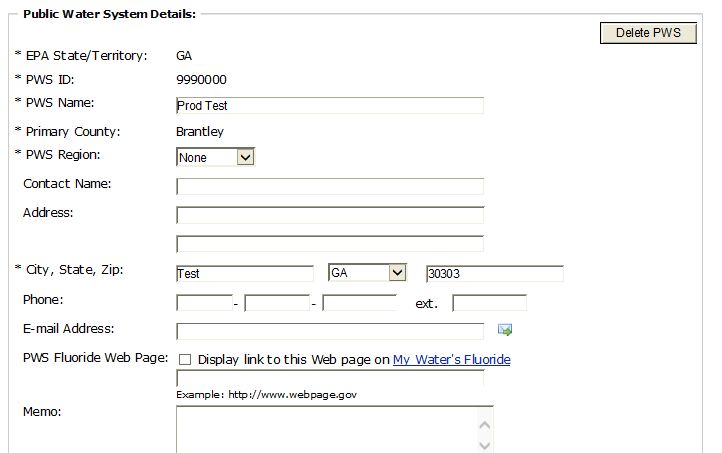 Public Water System Details:
Delete PWS
* EPA State/Territory: GA
* PWS ID: 9990000
* PWS Name: Prod Test
* Primary County: Brantley
* PWS Region: None
Contact Name:
Address:
* City, State, Zip: Test GA 30303
Phone: - - ext.
E-mail Address:
PWS Fluoride Web Page: Display link to this Web page on My Water's Fluoride
Example: http://www.webpage.gov
Memo: